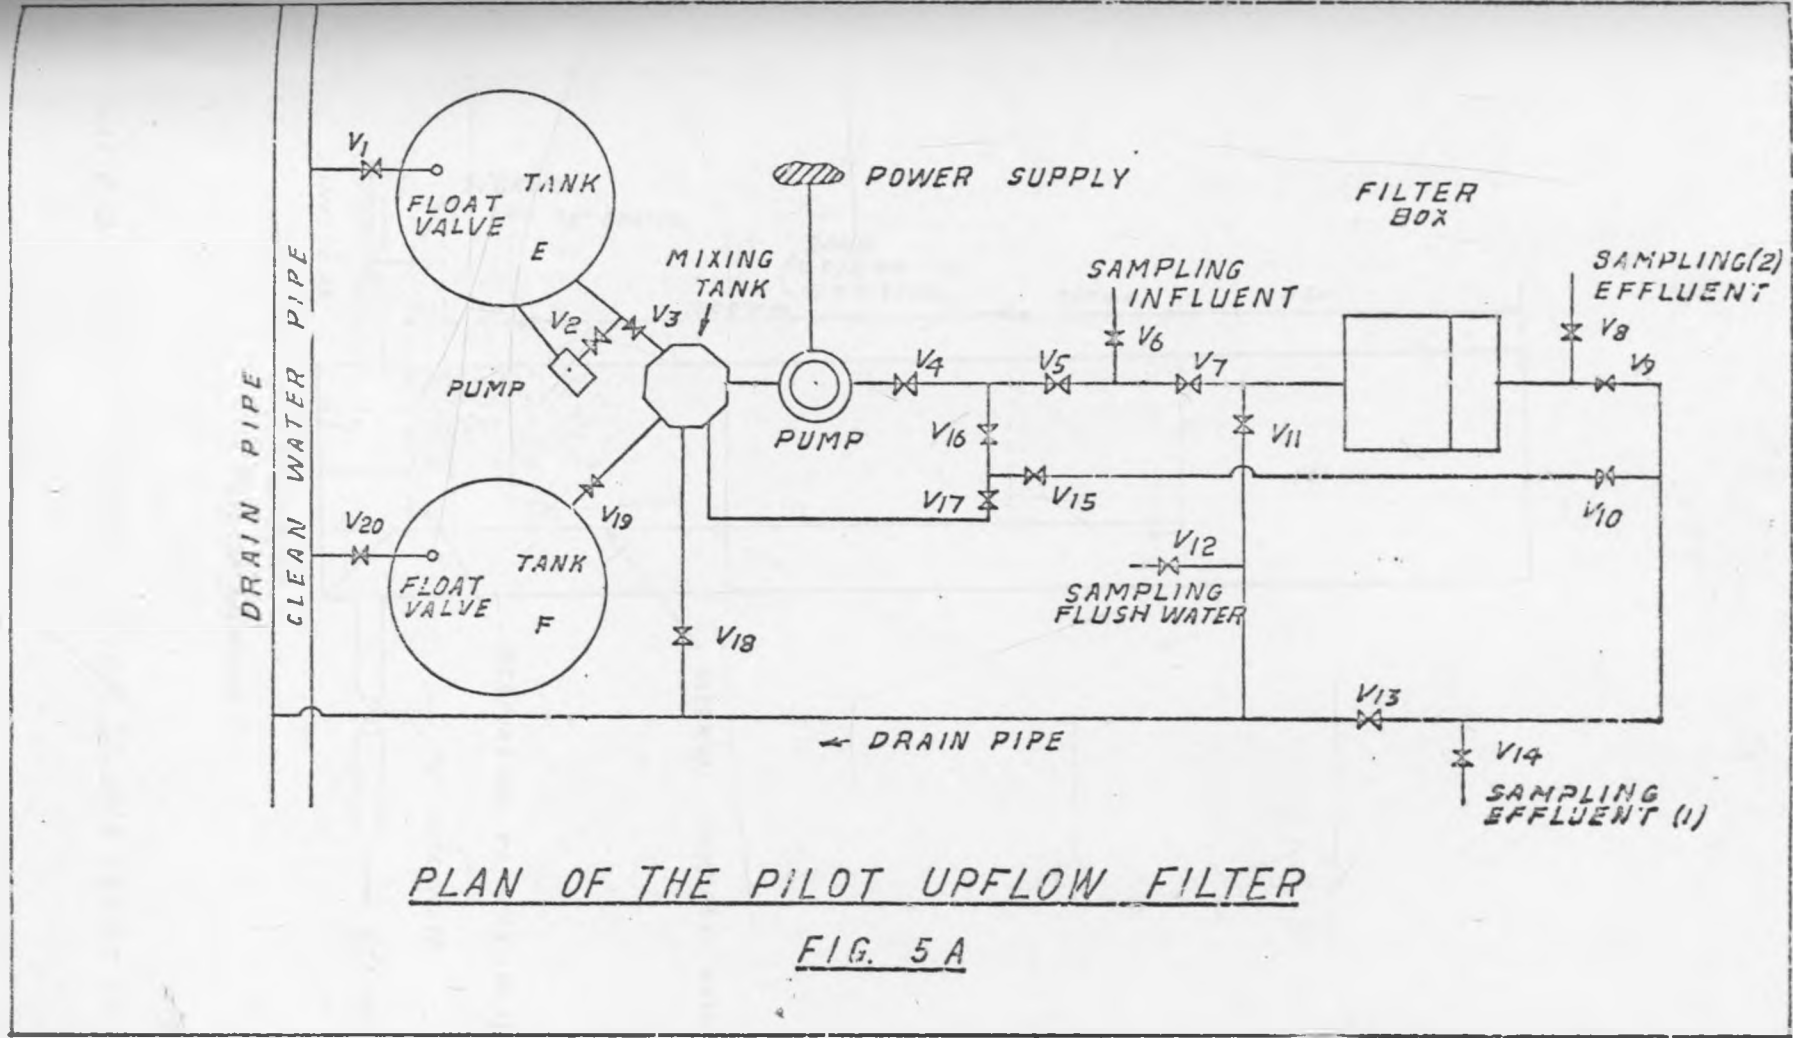 V1
TANK
FLOAT
VALVE
E
POWER SUPPLY
FILTER
BOX
MIXING
TANK
SAMPLING
INFLUENT
SAMPLING(2)
EFFLUENT
V2
V3
V6
V8
PUMP
V4
V5
V7
V9
PUMP
V16
V11
V17
V15
V10
V19
V20
TANK
FLOAT
VALVE
F
V12
SAMPLING
FLUSH WATER
V18
V13
DRAIN PIPE
V14
SAMPLING
EFFLUENT (1)
DRAIN PIPE
CLEAN WATER PIPE
PLAN OF THE PILOT UPFLOW FILTER
FIG. 5A